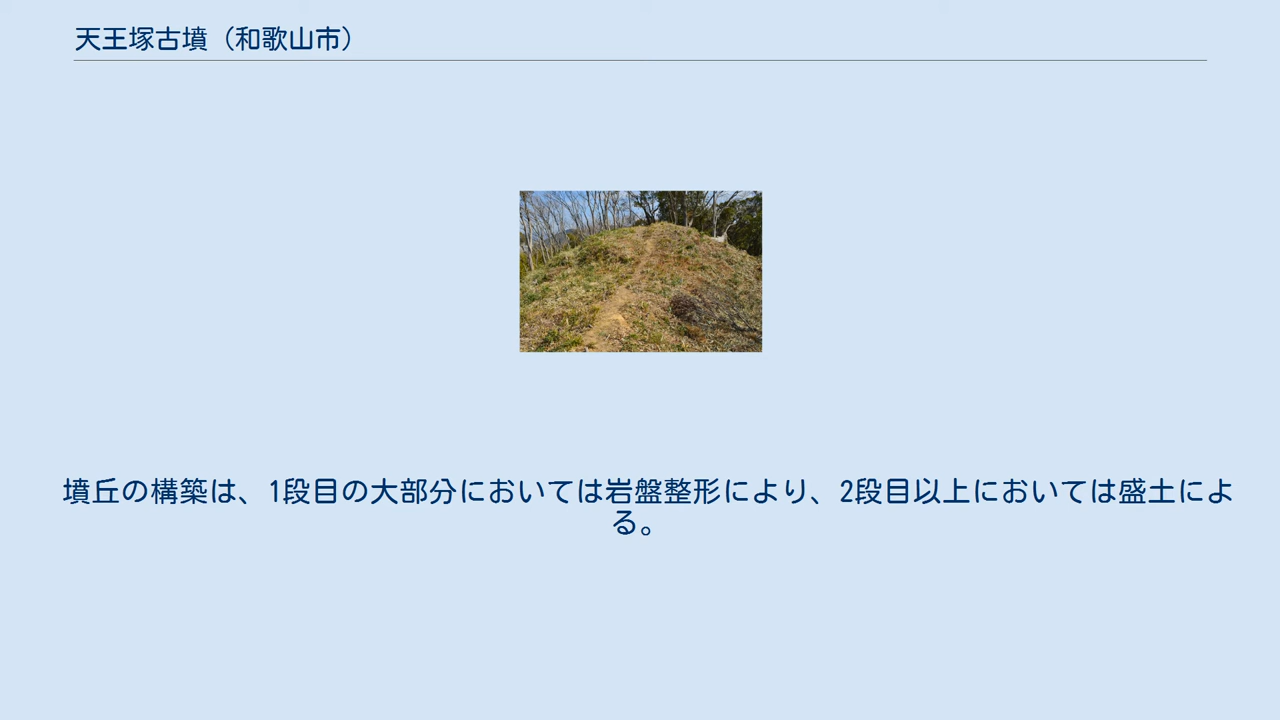 天王塚古墳（和歌山市）
墳丘の構築は、1段目の大部分においては岩盤整形により、2段目以上においては盛土によ
る。